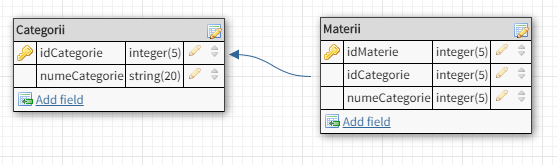 Categorii
idCategorie integer(5)
numeCategorie string(20)
Add field
Materii
idMaterie integer(5)
idCategorie integer(5)
numeCategorie integer(5)
Add field